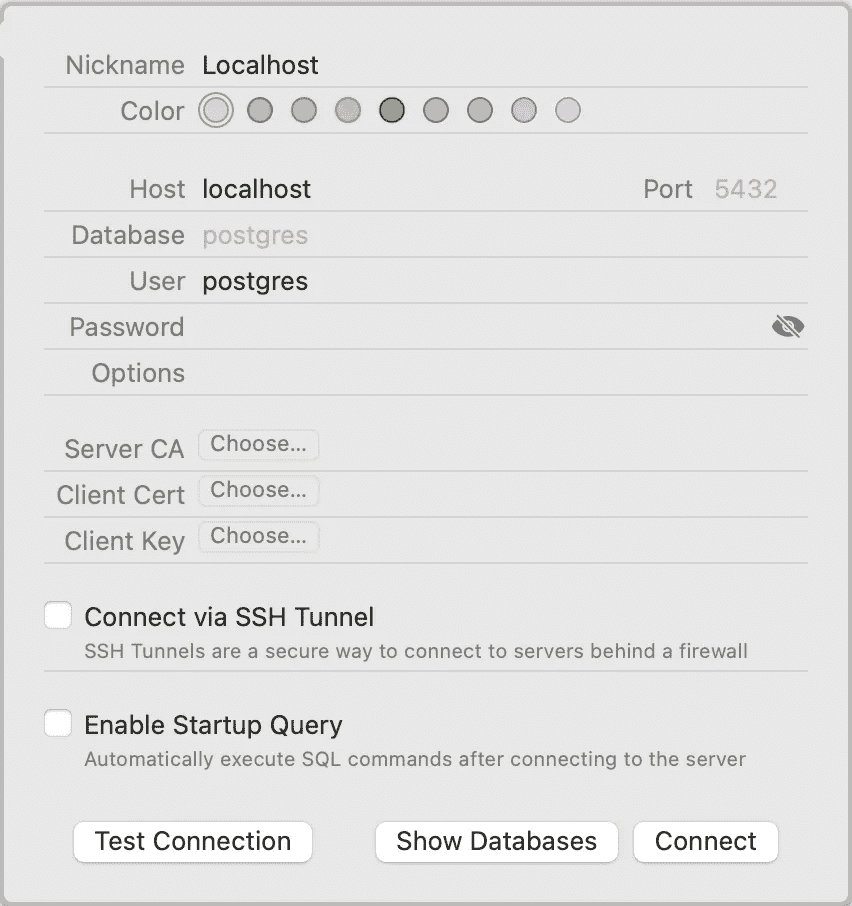 Nickname Localhost
Color
Host localhost Port 5432
Database postgres
User postgres
Password
Options
Server CA Choose...
Client Cert Choose...
Client Key Choose...
Connect via SSH Tunnel
SSH Tunnels are a secure way to connect to servers behind a firewall
Enable Startup Query
Automatically execute SQL commands after connecting to the server
Test Connection Show Databases Connect